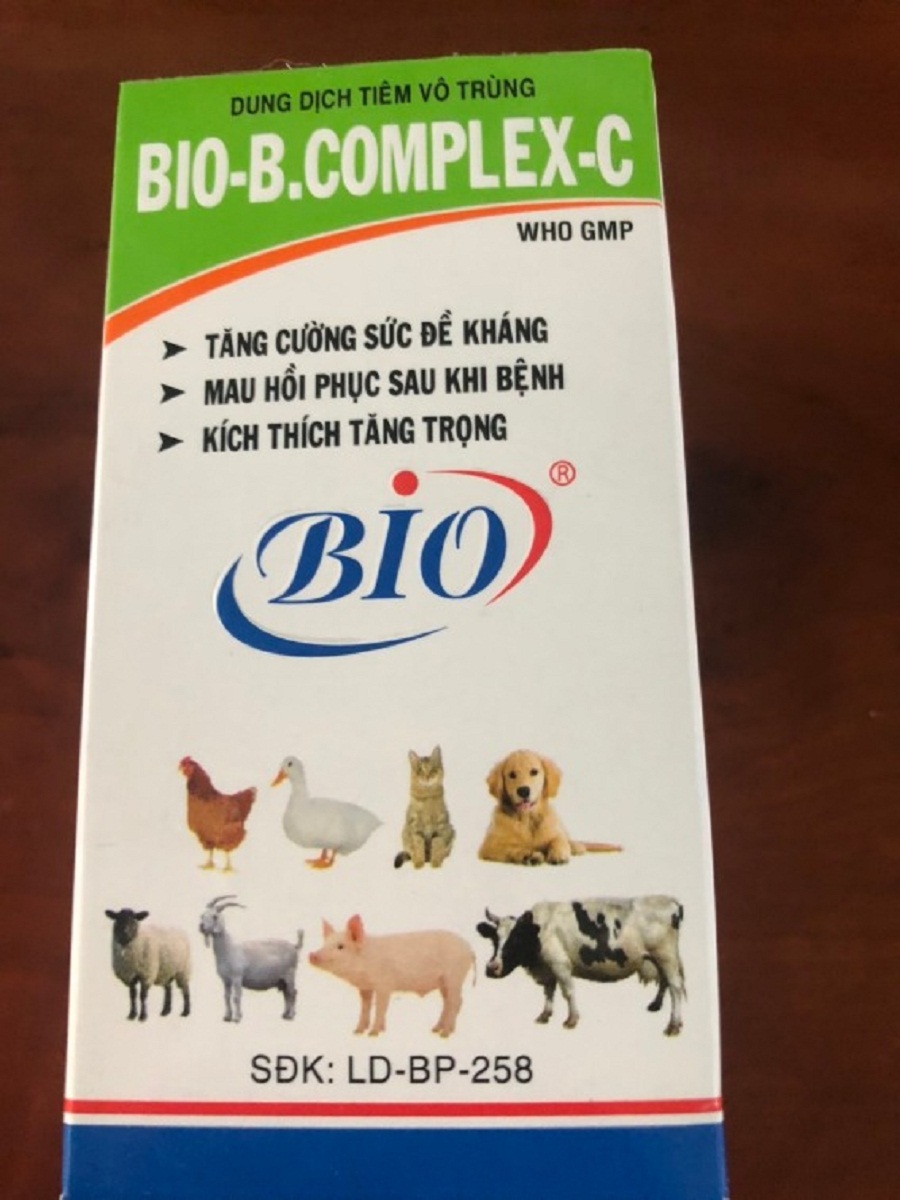 DUNG DỊCH TIÊM VÔ TRÙNG
BIO-B.COMPLEX-C
WHO GMP
➤ TĂNG CƯỜNG SỨC ĐỀ KHÁNG
➤ MAU HỒI PHỤC SAU KHI BỆNH
➤ KÍCH THÍCH TĂNG TRỌNG
BIO®
SĐK: LD-BP-258